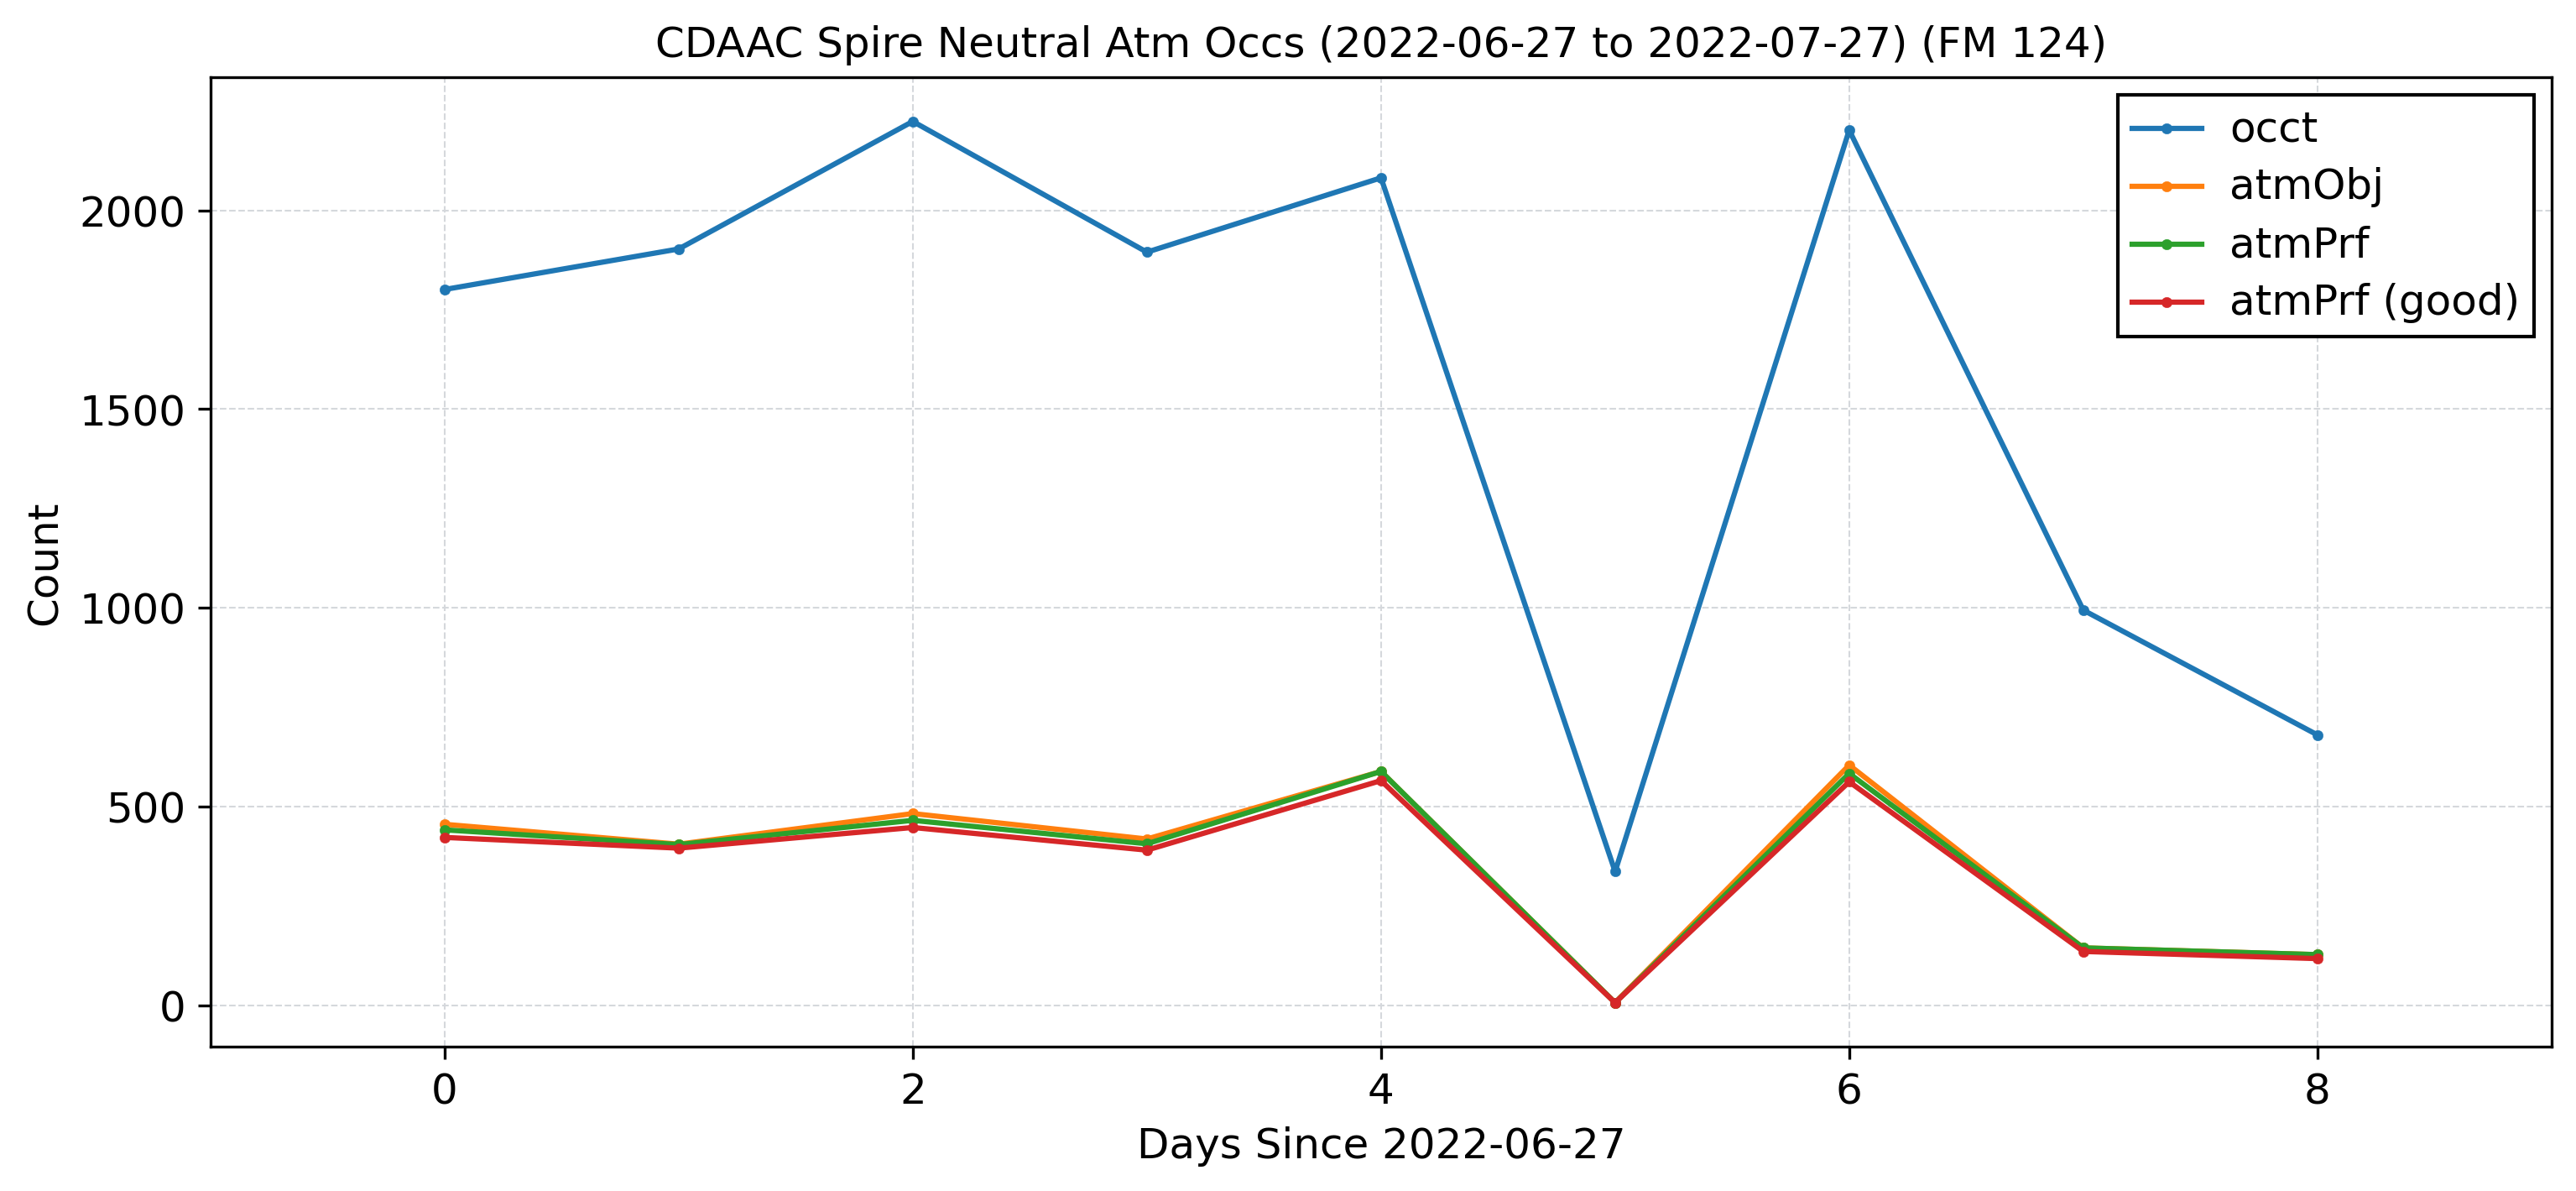 CDAAC Spire Neutral Atm Occs (2022-06-27 to 2022-07-27) (FM 124)
occt
atmObj
atmPrf
atmPrf (good)
Count
2000
1500
1000
500
0
0 2 4 6 8
Days Since 2022-06-27